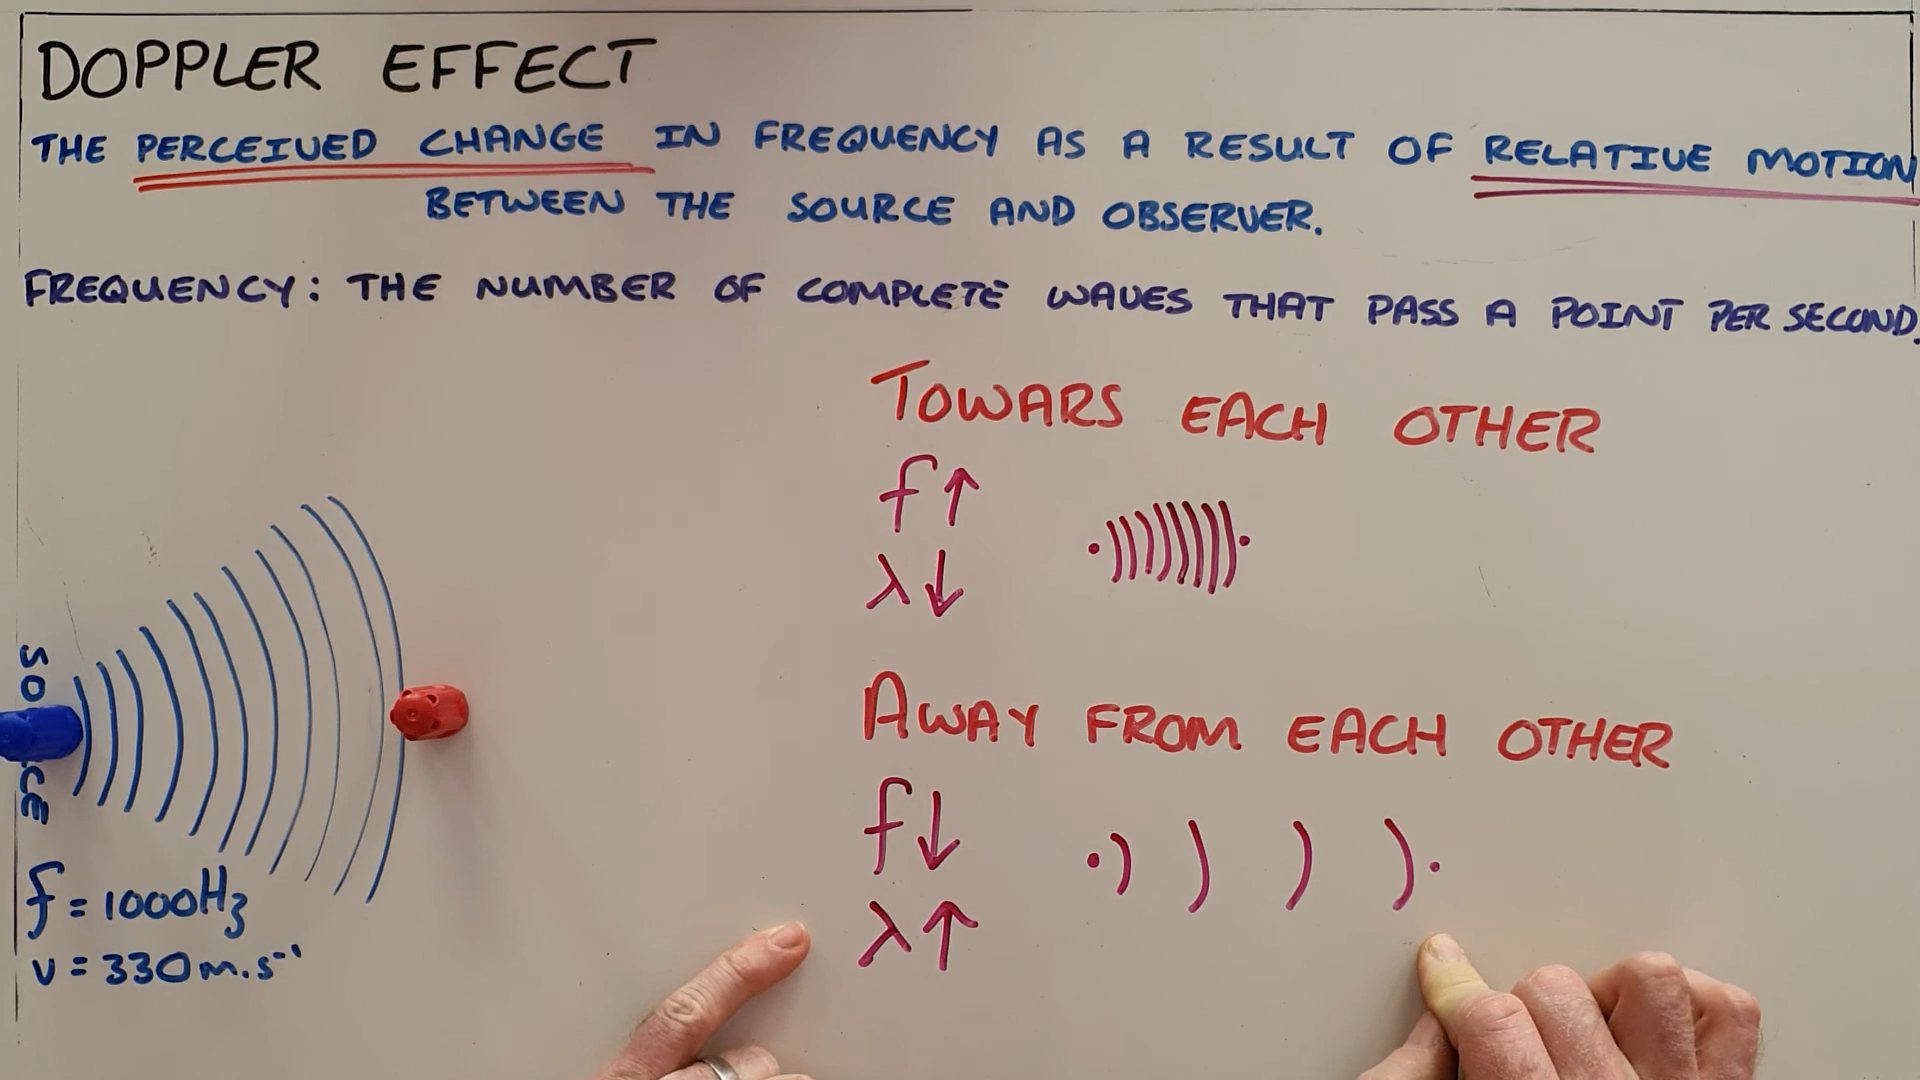 DOPPLER EFFECT
THE PERCEIVED CHANGE IN FREQUENCY AS A RESULT OF RELATIVE MOTION
BETWEEN THE SOURCE AND OBSERVER.
FREQUENCY: THE NUMBER OF COMPLETE WAVES THAT PASS A POINT PER SECOND.
TOWARS EACH OTHER
f↑
λ↓
AWAY FROM EACH OTHER
f↓
λ↑
f = 1000Hz
v = 330m.s⁻¹